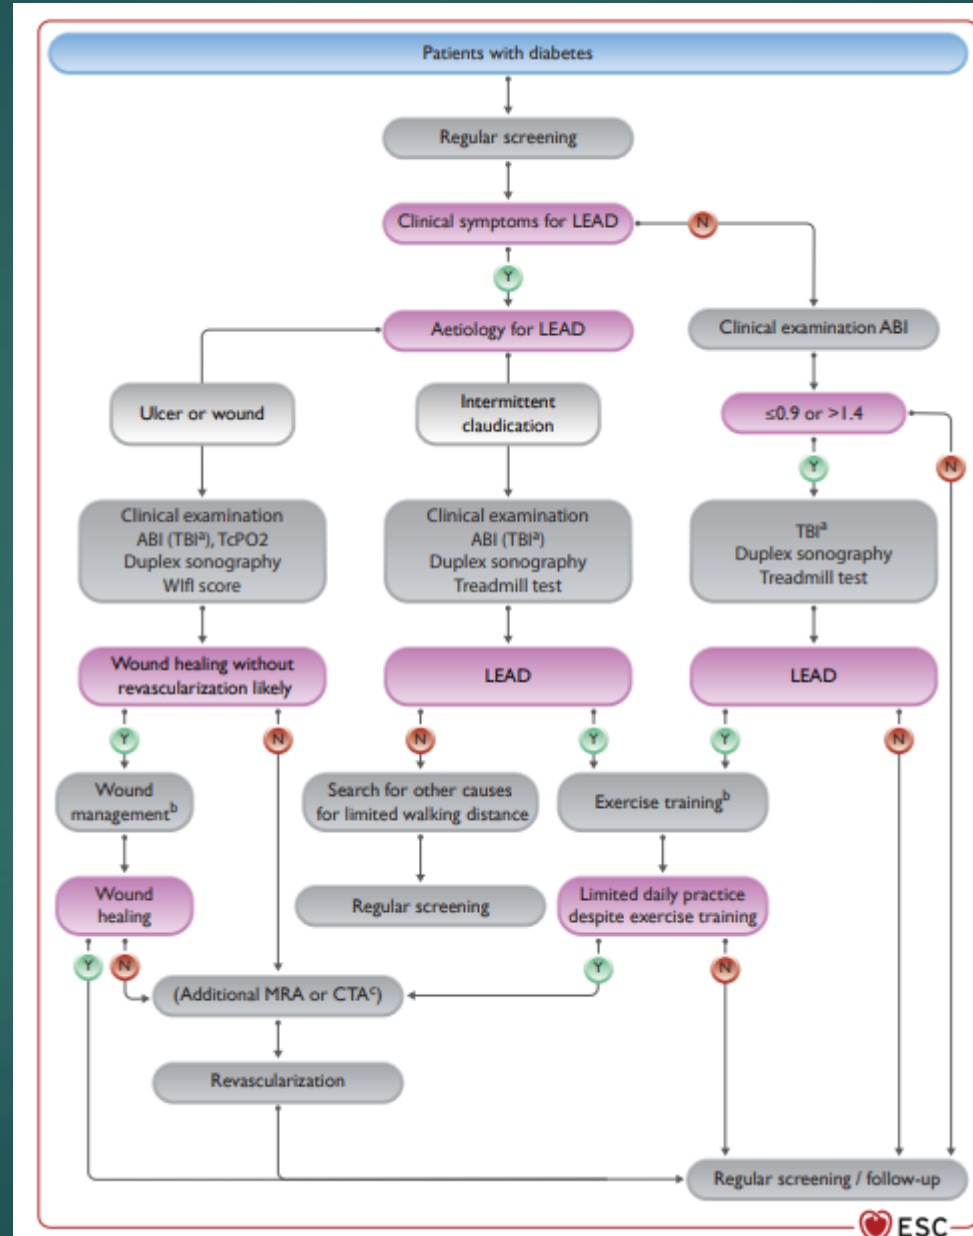 Patients with diabetes
Regular screening
Clinical symptoms for LEAD
N
Y
Aetiology for LEAD
Clinical examination ABI
Ulcer or wound
Intermittent
claudication
≤0.9 or >1.4
Y
N
Clinical examination
ABI (TBIᵃ), TcPO2
Duplex sonography
WIfI score
Clinical examination
ABI (TBIᵃ)
Duplex sonography
Treadmill test
TBIᵃ
Duplex sonography
Treadmill test
Wound healing without
revascularization likely
LEAD
LEAD
Y
N
N
Y
Y
N
Wound
managementᵇ
Search for other causes
for limited walking distance
Exercise trainingᵇ
Wound
healing
Regular screening
Limited daily practice
despite exercise training
Y
N
Y
N
(Additional MRA or CTAᶜ)
Revascularization
Regular screening / follow-up
ESC